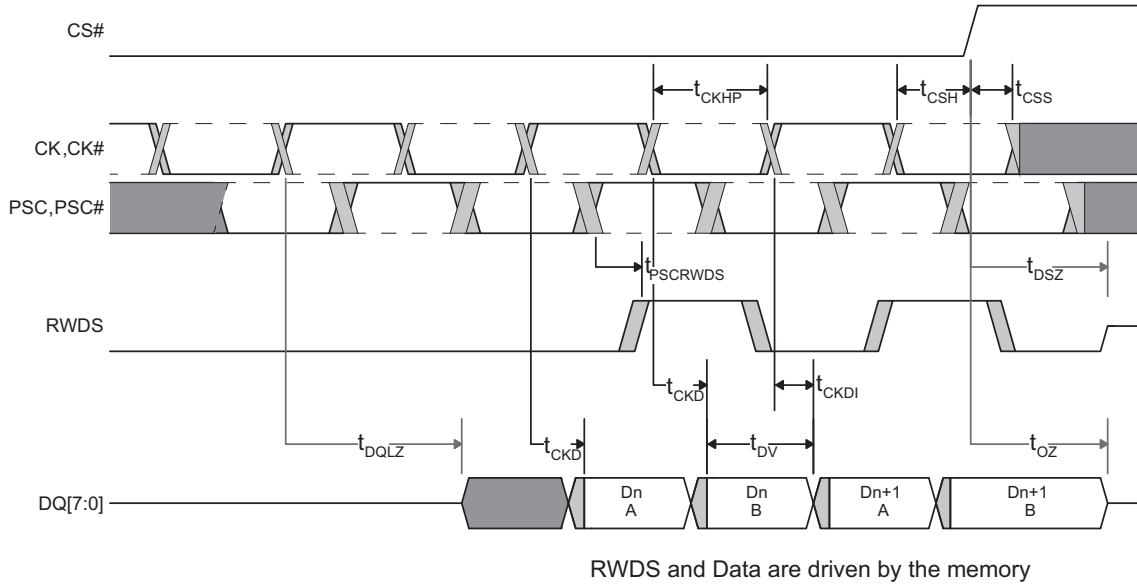 CS#
tCKHP
tCSH
tCSS
CK,CK#
PSC,PSC#
tPSCRWDS
tDSZ
RWDS
tCKD
tCKDI
tDQLZ
tCKD
tDV
tOZ
DQ[7:0]
Dn
A
Dn
B
Dn+1
A
Dn+1
B
RWDS and Data are driven by the memory